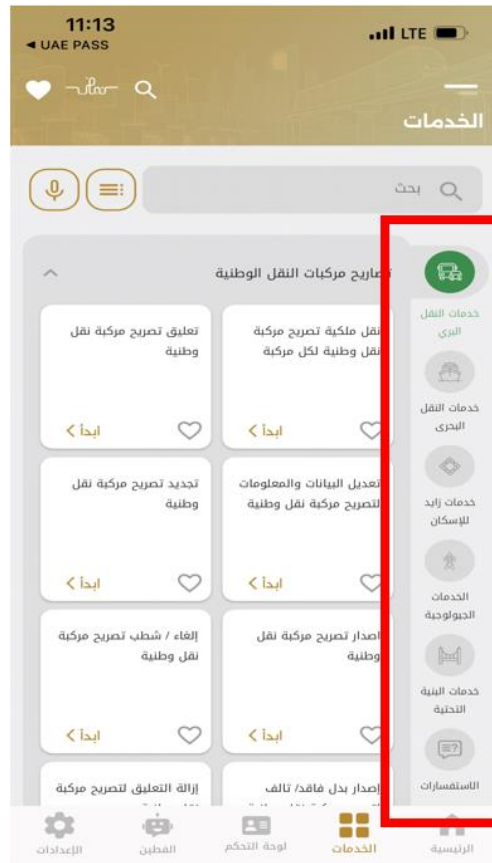 11:13
LTE
◄ UAE PASS
الخدمات
بحث
تصاريح مركبات النقل الوطنية
خدمات النقل
البري
خدمات النقل
البحرى
خدمات زايد
للإسكان
الخدمات
الجيولوجية
خدمات البنية
التحتية
الاستفسارات
نقل ملكية تصريح مركبة
نقل وطنية لكل مركبة
ابدأ
تعليق تصريح مركبة نقل
وطنية
ابدأ
تعديل البيانات والمعلومات
لتصريح مركبة نقل وطنية
ابدأ
تجديد تصريح مركبة نقل
وطنية
ابدأ
اصدار تصريح مركبة نقل
وطنية
ابدأ
إلغاء / شطب تصريح مركبة
نقل وطنية
ابدأ
إصدار بدل فاقد/ تالف
إزالة التعليق لتصريح مركبة
الرئيسية
الخدمات
لوحة التحكم
الفطين
الإعدادات